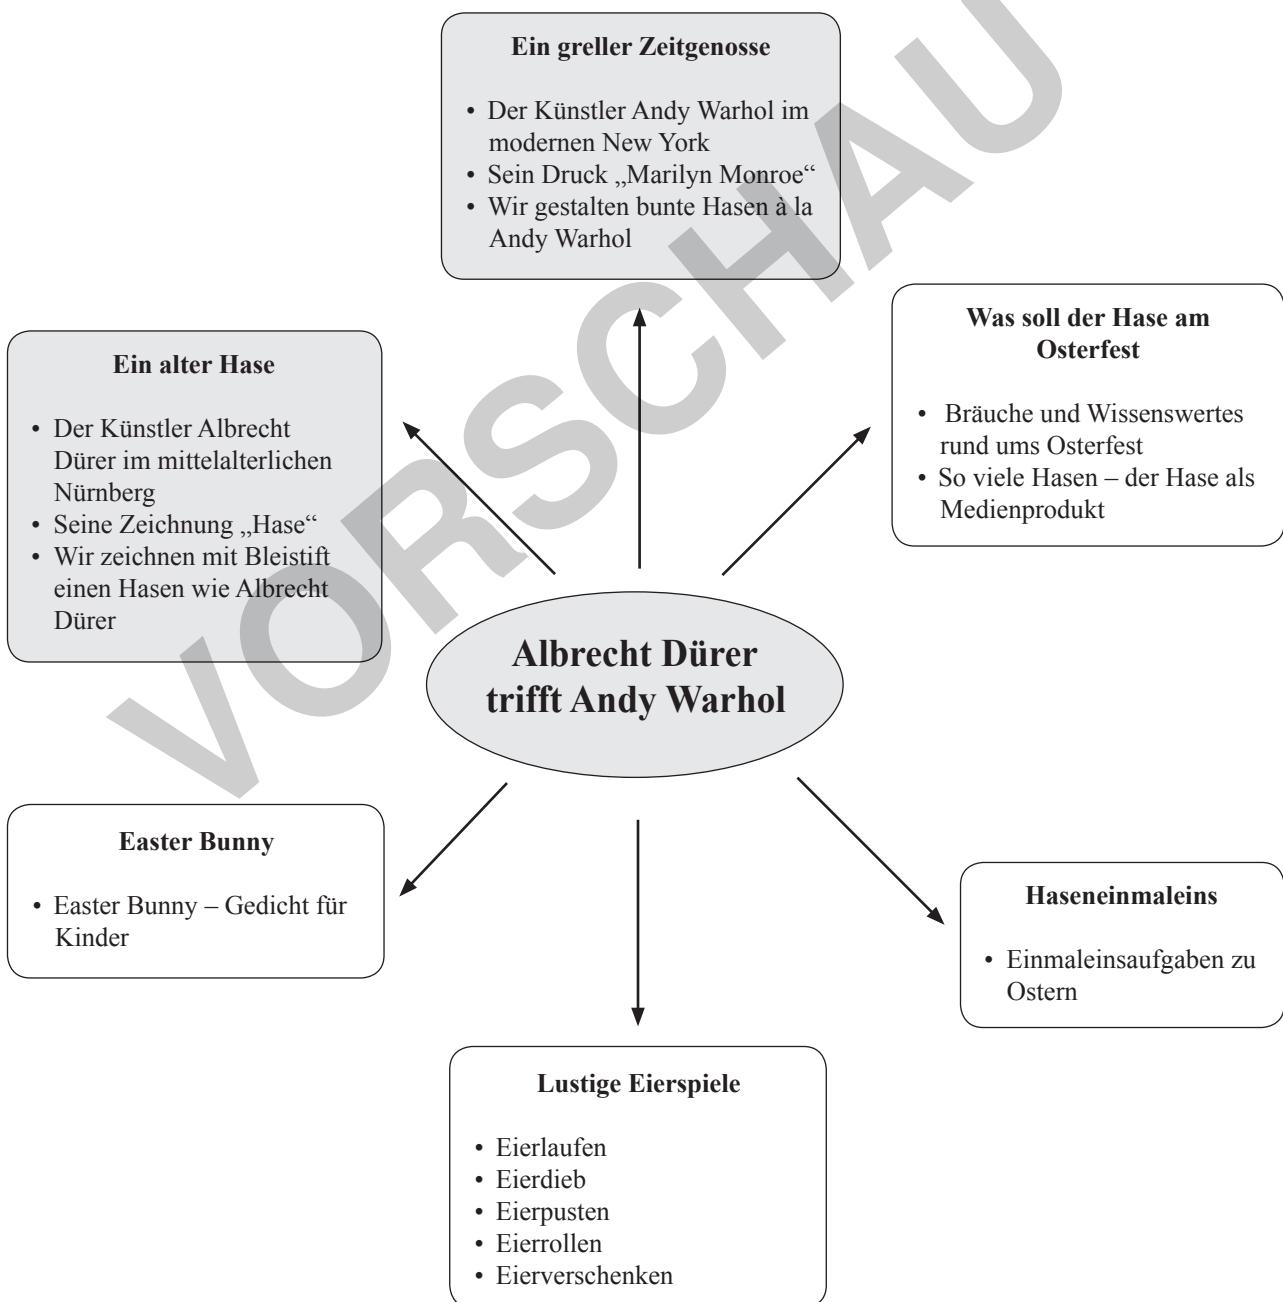 Ein greller Zeitgenosse
• Der Künstler Andy Warhol im
modernen New York
• Sein Druck „Marilyn Monroe“
• Wir gestalten bunte Hasen à la
Andy Warhol
Was soll der Hase am
Osterfest
• Bräuche und Wissenswertes
rund ums Osterfest
• So viele Hasen – der Hase als
Medienprodukt
Ein alter Hase
• Der Künstler Albrecht
Dürer im mittelalterlichen
Nürnberg
• Seine Zeichnung „Hase“
• Wir zeichnen mit Bleistift
einen Hasen wie Albrecht
Dürer
Albrecht Dürer
trifft Andy Warhol
Easter Bunny
• Easter Bunny – Gedicht für
Kinder
Haseneinmaleins
• Einmaleinsaufgaben zu
Ostern
Lustige Eierspiele
• Eierlaufen
• Eierdieb
• Eierpusten
• Eierrollen
• Eierverschenken
VORSCHAU